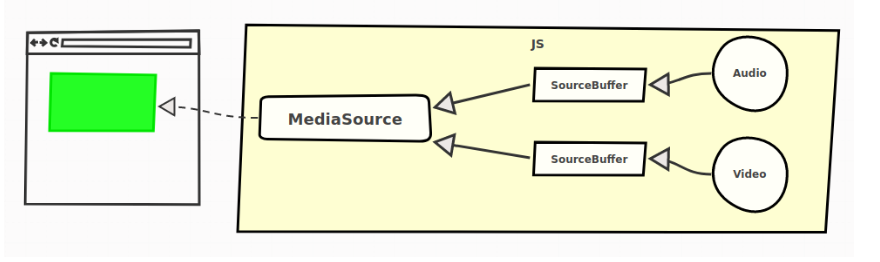 JS
Audio
SourceBuffer
MediaSource
SourceBuffer
Video